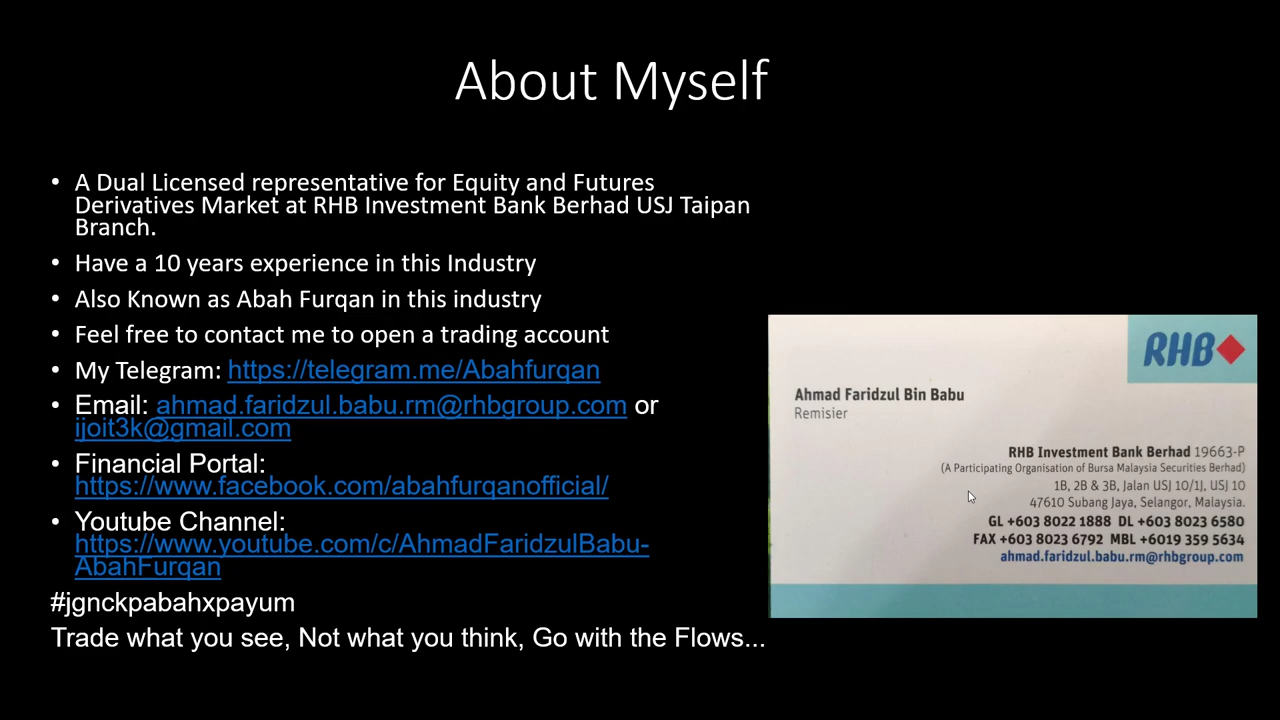 About Myself
• A Dual Licensed representative for Equity and Futures
Derivatives Market at RHB Investment Bank Berhad USJ Taipan
Branch.
• Have a 10 years experience in this Industry
• Also Known as Abah Furqan in this industry
• Feel free to contact me to open a trading account
• My Telegram: https://telegram.me/Abahfurqan
• Email: ahmad.faridzul.babu.rm@rhbgroup.com or
ijoit3k@gmail.com
• Financial Portal:
https://www.facebook.com/abahfurqanofficial/
• Youtube Channel:
https://www.youtube.com/c/AhmadFaridzulBabu-
AbahFurqan
#jgnckpabahxpayum
Trade what you see, Not what you think, Go with the Flows...
RHB
Ahmad Faridzul Bin Babu
Remisier
RHB Investment Bank Berhad 19663-P
(A Participating Organisation of Bursa Malaysia Securities Berhad)
1B, 2B & 3B, Jalan USJ 10/1J, USJ 10
47610 Subang Jaya, Selangor, Malaysia.
GL +603 8022 1888 DL +603 8023 6580
FAX +603 8023 6792 MBL +6019 359 5634
ahmad.faridzul.babu.rm@rhbgroup.com